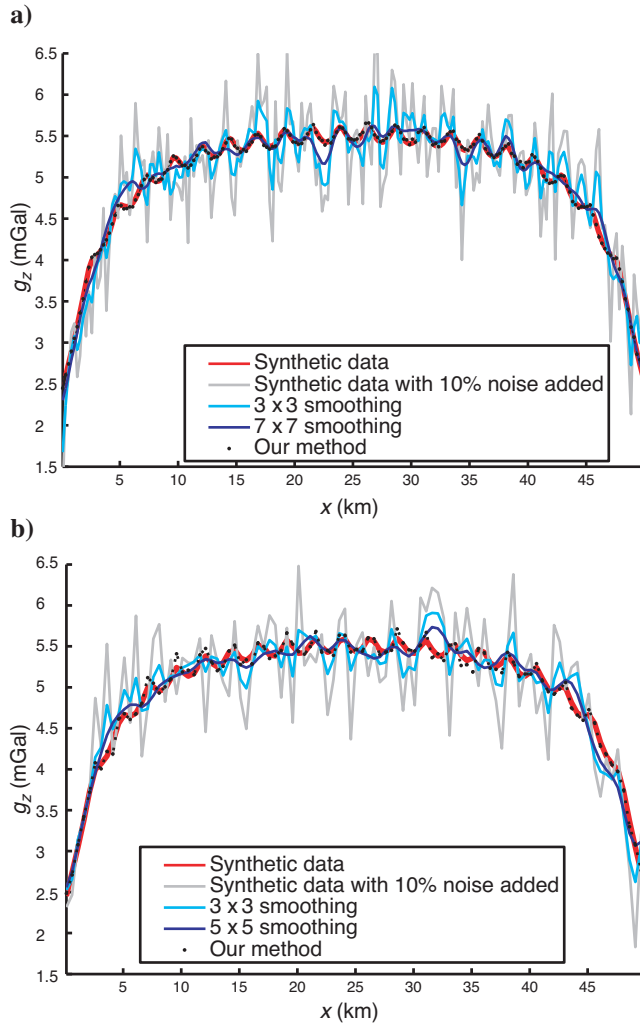 a)
6.5
6
5.5
5
4.5
4
3.5
3
2.5
2
1.5
g_z (mGal)
Synthetic data
Synthetic data with 10% noise added
3 x 3 smoothing
7 x 7 smoothing
Our method
5 10 15 20 25 30 35 40 45
x (km)
b)
6.5
6
5.5
5
4.5
4
3.5
3
2.5
2
1.5
g_z (mGal)
Synthetic data
Synthetic data with 10% noise added
3 x 3 smoothing
5 x 5 smoothing
Our method
5 10 15 20 25 30 35 40 45
x (km)